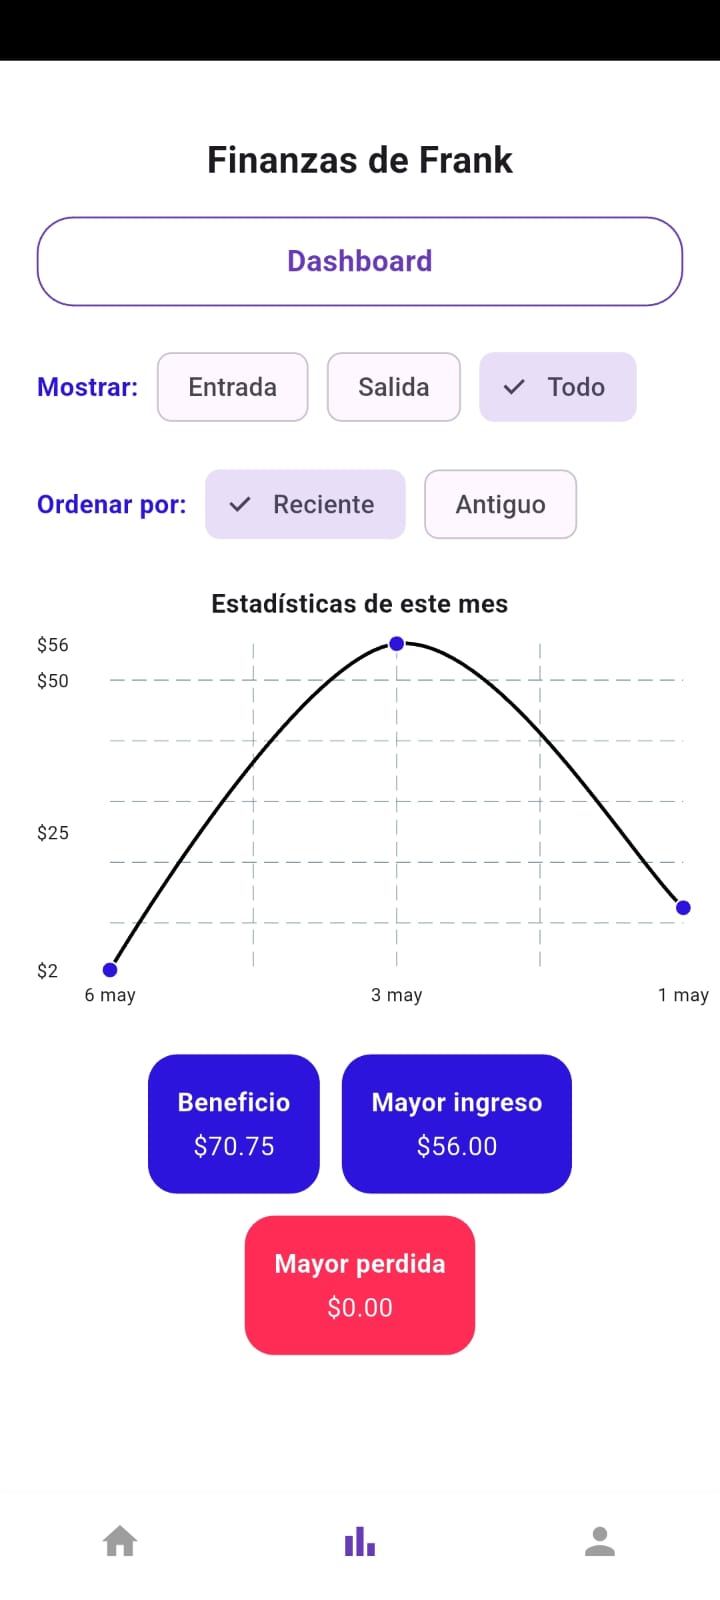 Finanzas de Frank
Dashboard
Mostrar: Entrada Salida Todo
Ordenar por: Reciente Antiguo
Estadísticas de este mes
$56
$50
$25
$2
6 may 3 may 1 may
Beneficio Mayor ingreso
$70.75 $56.00
Mayor perdida
$0.00